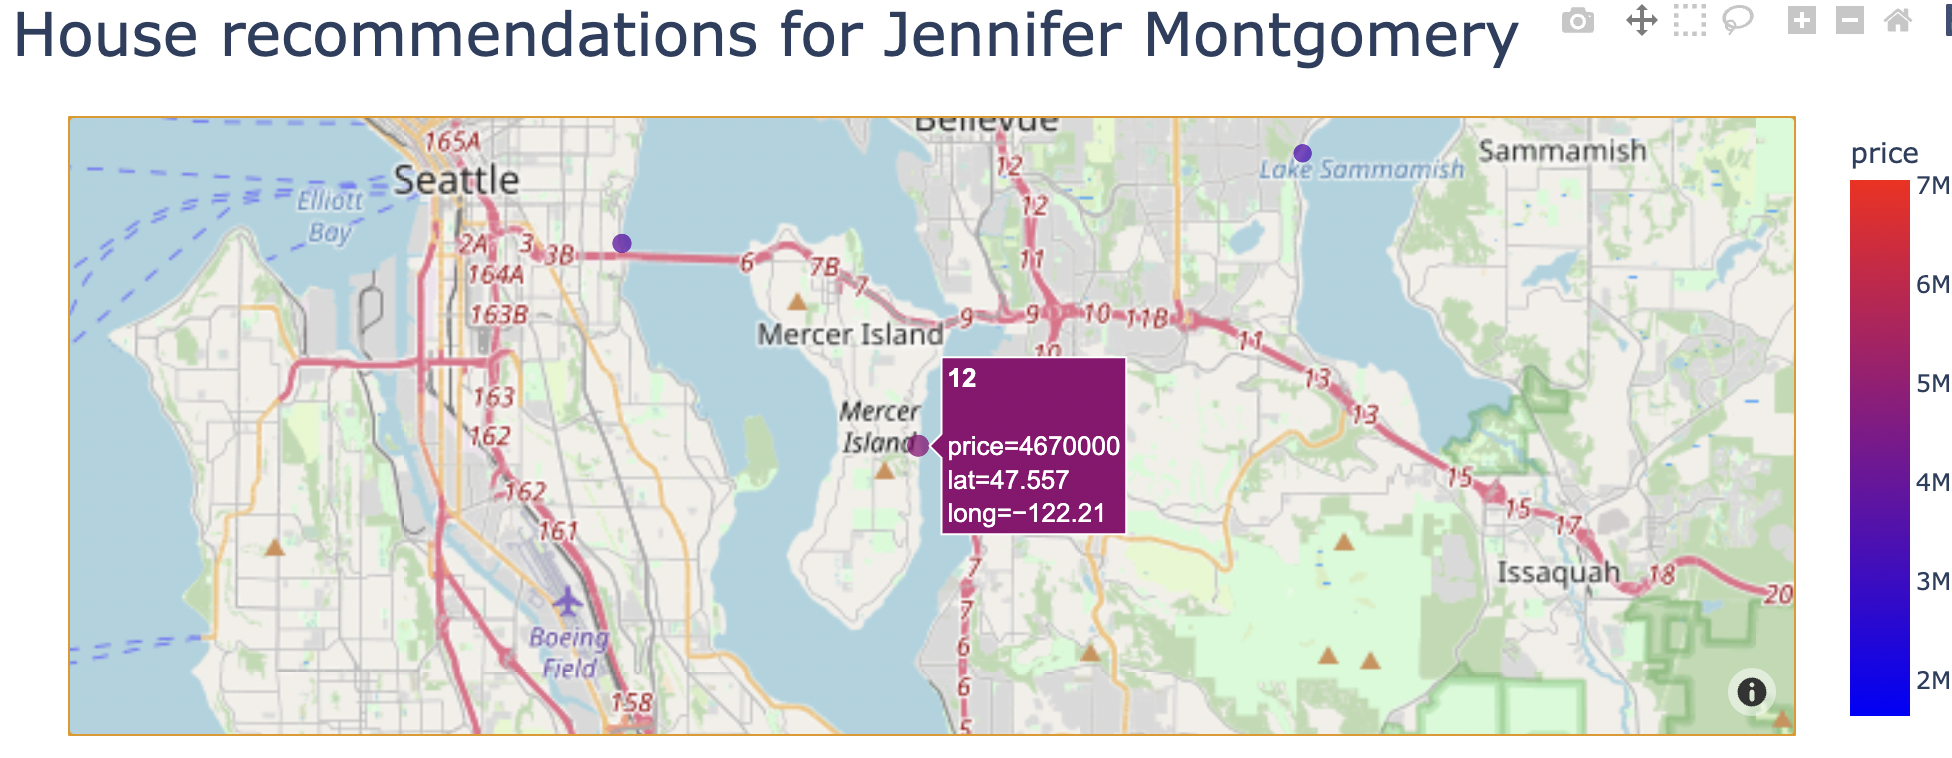 House recommendations for Jennifer Montgomery
Bellevue
165A
Seattle
Elliott
Bay
2A
3
3B
164A
163B
163
162
162
161
158
Boeing
Field
6
7B
7
9
9
10
11B
10
12
12
11
11
13
13
15
15
17
18
20
7
7
6
6
5
Mercer Island
Mercer
Island
Lake Sammamish
Sammamish
Issaquah
12
price=4670000
lat=47.557
long=−122.21
price
7M
6M
5M
4M
3M
2M